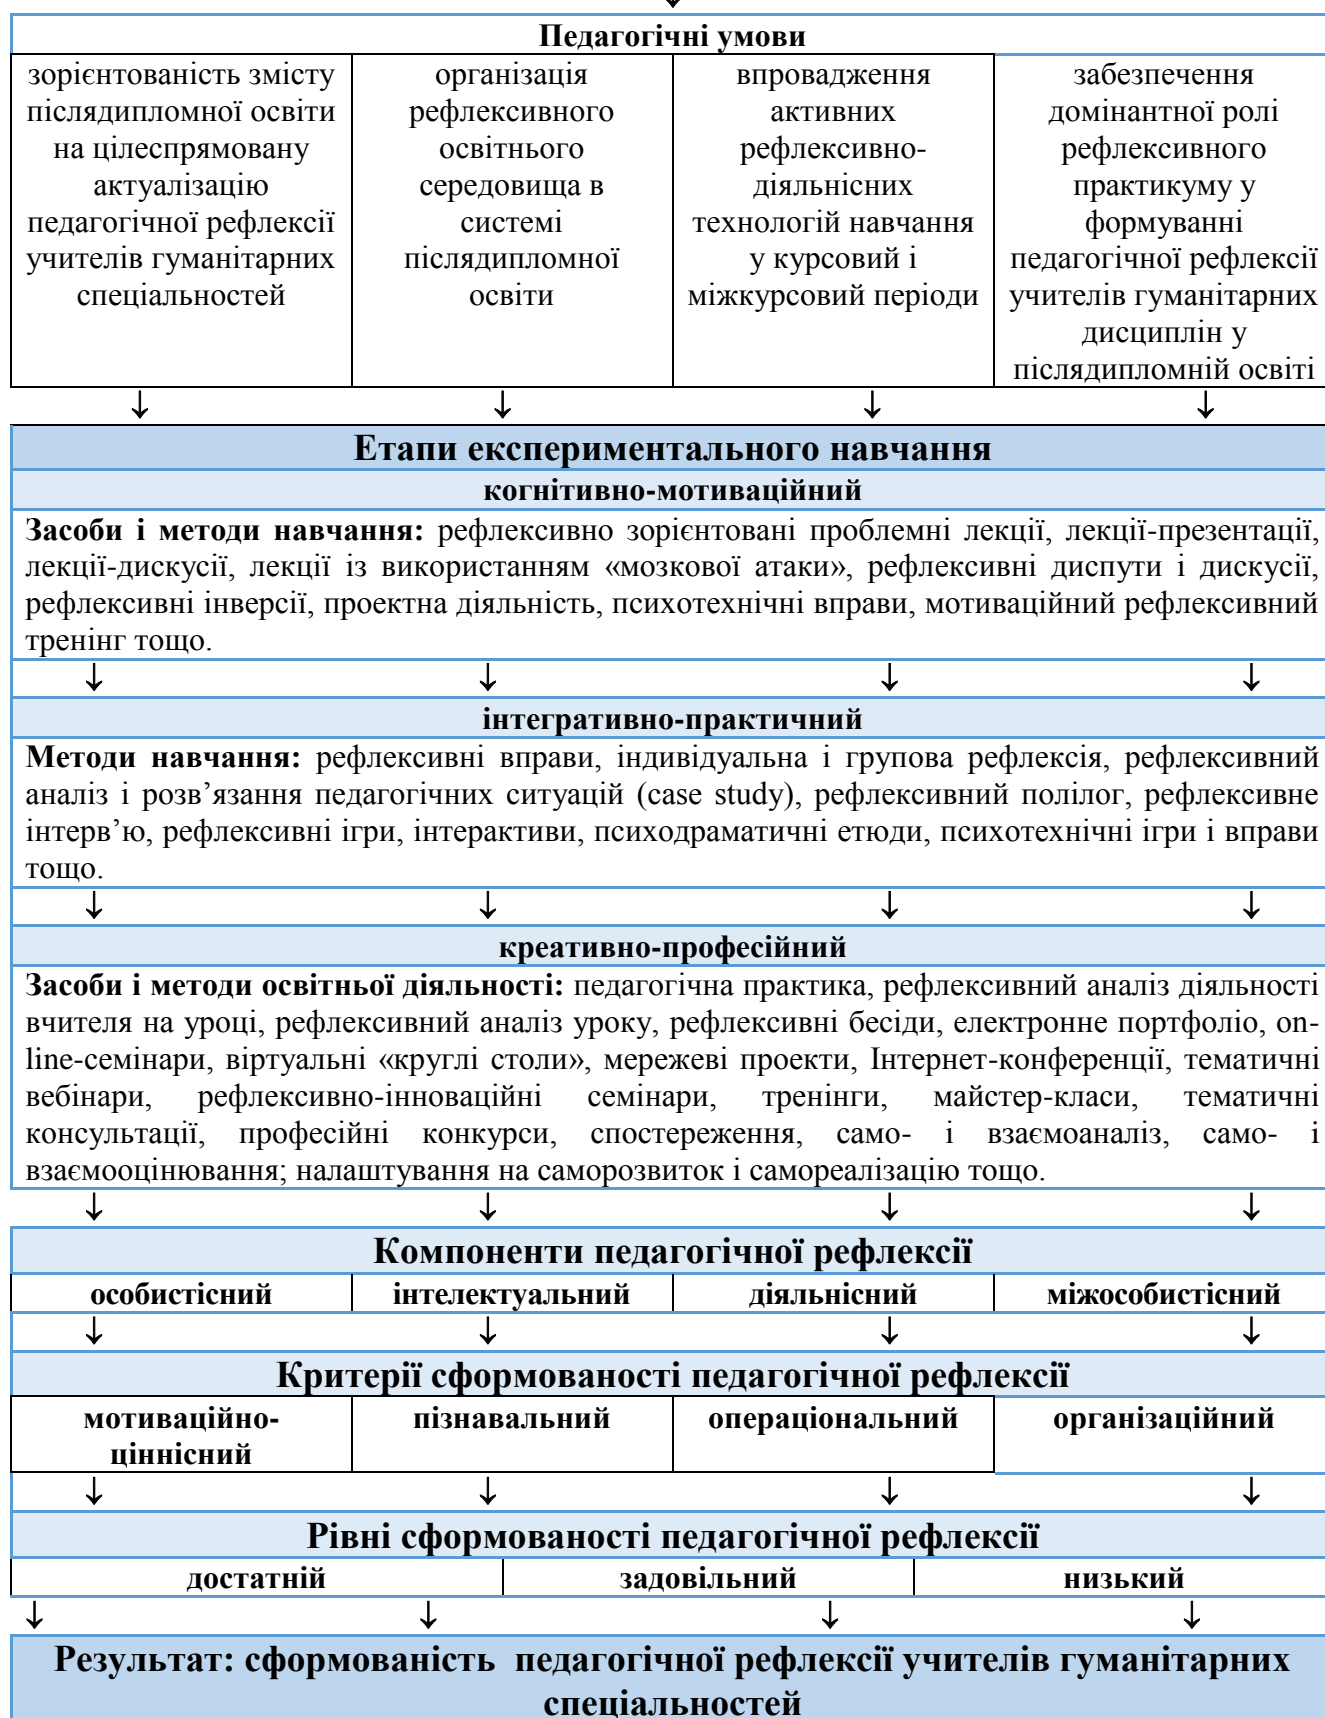 Педагогічні умови
зорієнтованість змісту
післядипломної освіти
на цілеспрямовану
актуалізацію
педагогічної рефлексії
учителів гуманітарних
спеціальностей
організація
рефлексивного
освітнього
середовища в
системі
післядипломної
освіти
впровадження
активних
рефлексивно-
діяльнісних
технологій навчання
у курсовий і
міжкурсовий періоди
забезпечення
домінантної ролі
рефлексивного
практикуму у
формуванні
педагогічної рефлексії
учителів гуманітарних
дисциплін у
післядипломній освіті
↓ ↓ ↓ ↓
Етапи експериментального навчання
когнітивно-мотиваційний
Засоби і методи навчання: рефлексивно зорієнтовані проблемні лекції, лекції-презентації,
лекції-дискусії, лекції із використанням «мозкової атаки», рефлексивні диспути і дискусії,
рефлексивні інверсії, проектна діяльність, психотехнічні вправи, мотиваційний рефлексивний
тренінг тощо.
↓ ↓ ↓ ↓
інтегративно-практичний
Методи навчання: рефлексивні вправи, індивідуальна і групова рефлексія, рефлексивний
аналіз і розв’язання педагогічних ситуацій (case study), рефлексивний полілог, рефлексивне
інтерв’ю, рефлексивні ігри, інтерактиви, психодраматичні етюди, психотехнічні ігри і вправи
тощо.
↓ ↓ ↓ ↓
креативно-професійний
Засоби і методи освітньої діяльності: педагогічна практика, рефлексивний аналіз діяльності
вчителя на уроці, рефлексивний аналіз уроку, рефлексивні бесіди, електронне портфоліо, on-
line-семінари, віртуальні «круглі столи», мережеві проекти, Інтернет-конференції, тематичні
вебінари, рефлексивно-інноваційні семінари, тренінги, майстер-класи, тематичні
консультації, професійні конкурси, спостереження, само- і взаємоаналіз, само- і
взаємооцінювання; налаштування на саморозвиток і самореалізацію тощо.
↓ ↓ ↓ ↓
Компоненти педагогічної рефлексії
особистісний інтелектуальний діяльнісний міжособистісний
↓ ↓ ↓ ↓
Критерії сформованості педагогічної рефлексії
мотиваційно-
ціннісний
пізнавальний
операціональний
організаційний
↓ ↓ ↓ ↓
Рівні сформованості педагогічної рефлексії
достатній задовільний низький
↓ ↓ ↓ ↓
Результат: сформованість педагогічної рефлексії учителів гуманітарних
спеціальностей